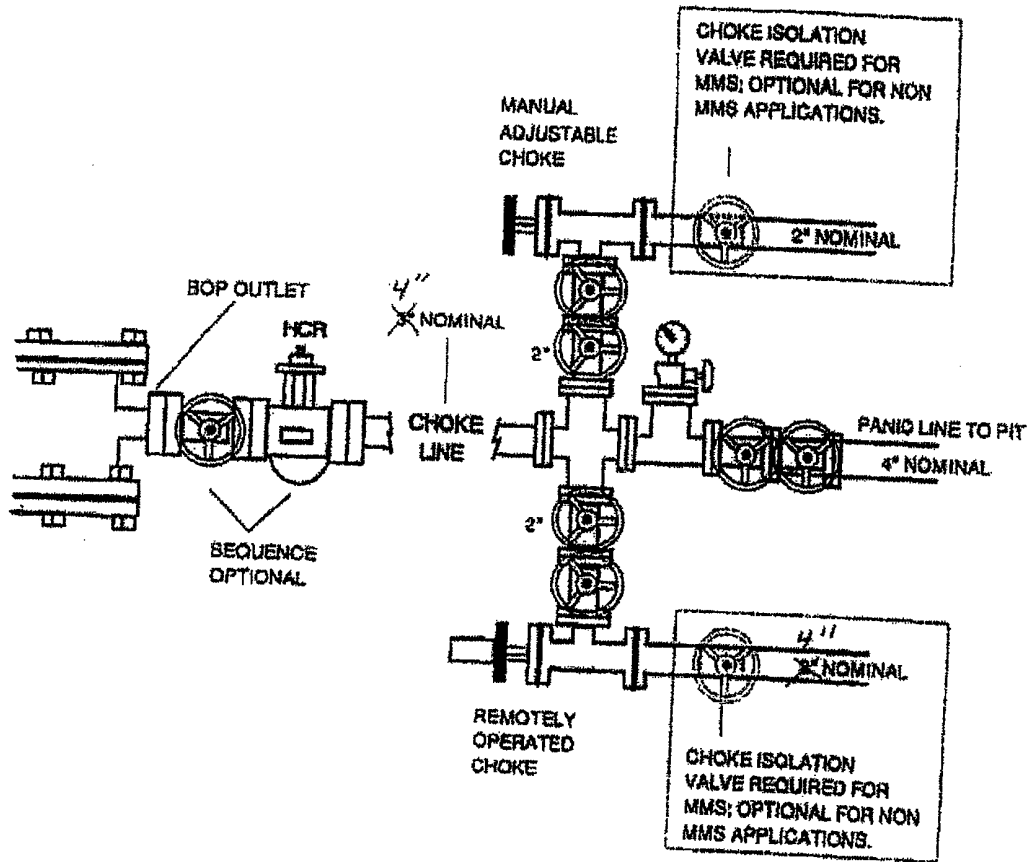 CHOKE ISOLATION
VALVE REQUIRED FOR
MMS; OPTIONAL FOR NON
MMS APPLICATIONS.
MANUAL
ADJUSTABLE
CHOKE
2" NOMINAL
BOP OUTLET
4"
3" NOMINAL
HCR
2"
CHOKE
LINE
PANIC LINE TO PIT
4" NOMINAL
2"
SEQUENCE
OPTIONAL
4"
2" NOMINAL
REMOTELY
OPERATED
CHOKE
CHOKE ISOLATION
VALVE REQUIRED FOR
MMS; OPTIONAL FOR NON
MMS APPLICATIONS.